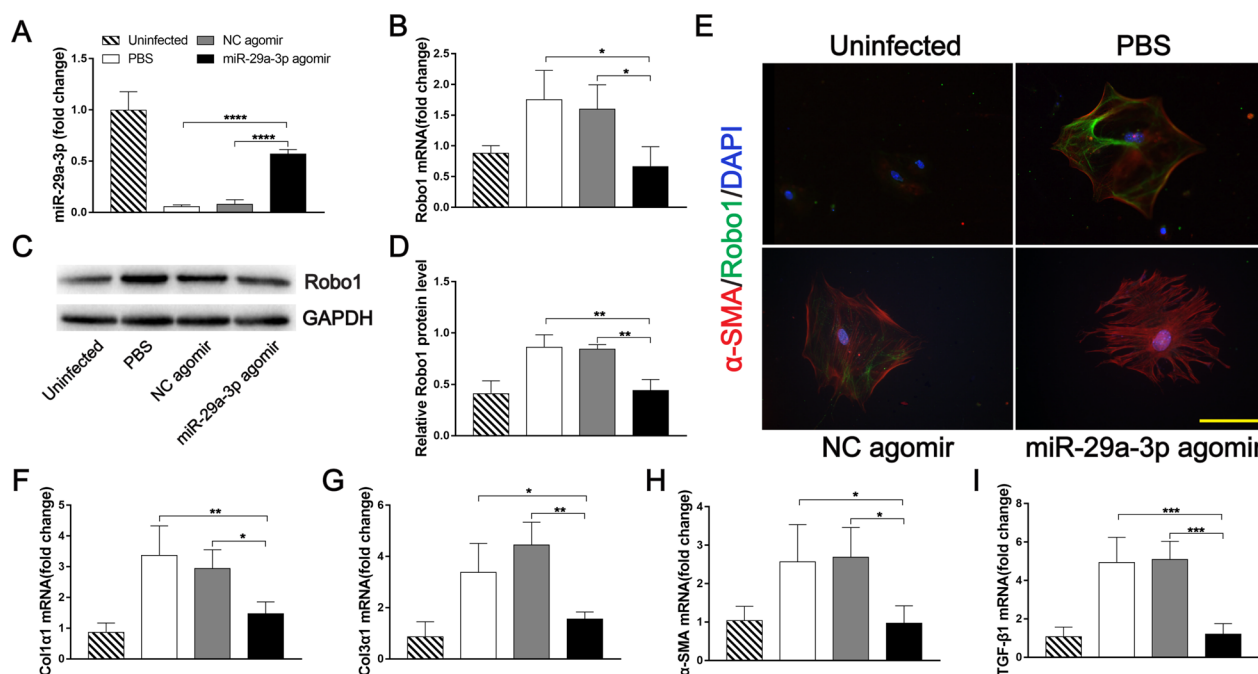 A
Uninfected
NC agomir
PBS
miR-29a-3p agomir
miR-29a-3p (fold change)
1.5
1.0
0.5
0.0
****
****
B
Robo1 mRNA(fold change)
2.5
2.0
1.5
1.0
0.5
0.0
*
*
C
Robo1
GAPDH
Uninfected
PBS
NC agomir
miR-29a-3p agomir
D
Relative Robo1 protein level
1.5
1.0
0.5
0.0
**
**
E
α-SMA/Robo1/DAPI
Uninfected
PBS
NC agomir
miR-29a-3p agomir
F
Col1α1 mRNA(fold change)
5
4
3
2
1
0
**
*
G
Col3α1 mRNA(fold change)
6
4
2
0
*
**
H
α-SMA mRNA(fold change)
4
3
2
1
0
*
*
I
TGF-β1 mRNA(fold change)
8
6
4
2
0
***
***